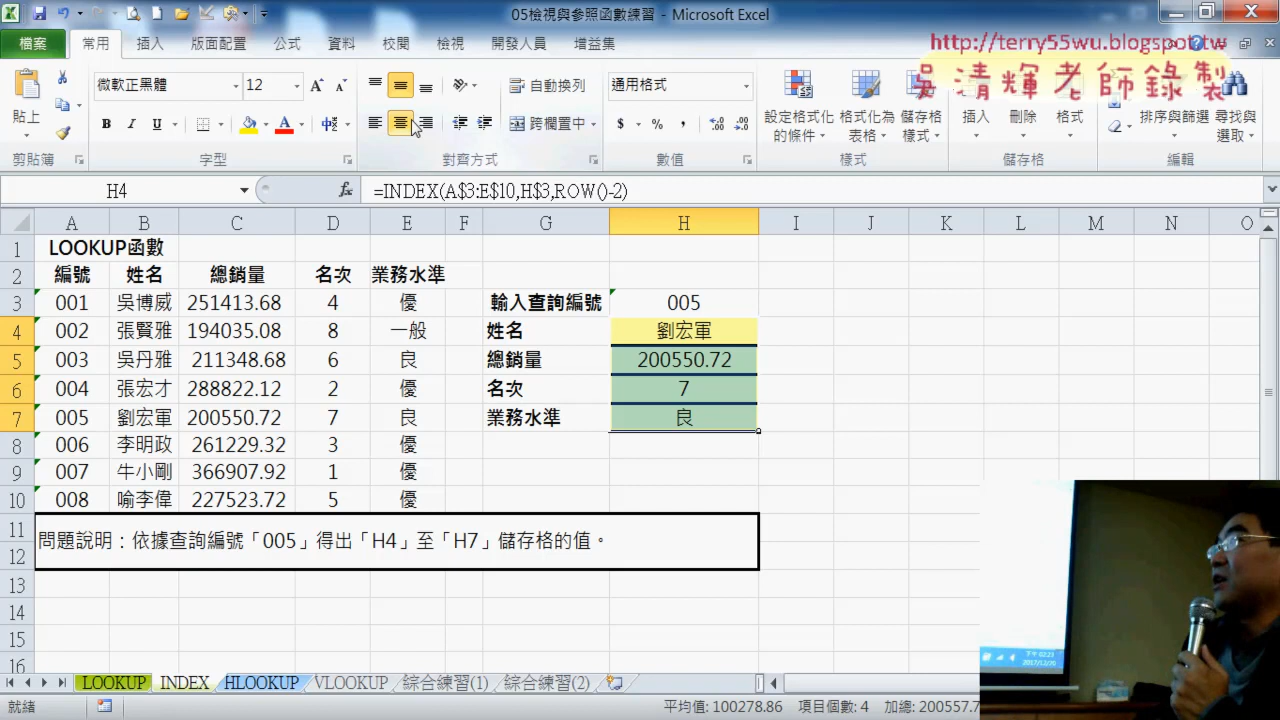 05檢視與參照函數練習 - Microsoft Excel
檔案 常用 插入 版面配置 公式 資料 校閱 檢視 開發人員 增益集
http://terry55wu.blogspot.tw
吳清輝老師錄製
貼上
微軟正黑體 12
B I U A 中
自動換列
跨欄置中
通用格式
$ % ,
設定格式化的條件 格式化為表格 儲存格樣式
插入 刪除 格式
排序與篩選 尋找與選取
剪貼簿 字型 對齊方式 數值 樣式 儲存格 編輯
H4 fx =INDEX(A$3:E$10,H$3,ROW()-2)
A B C D E F G H I J K L M N O
1 LOOKUP函數
2 編號 姓名 總銷量 名次 業務水準
3 001 吳博威 251413.68 4 優 輸入查詢編號 005
4 002 張賢雅 194035.08 8 一般 姓名 劉宏軍
5 003 吳丹雅 211348.68 6 良 總銷量 200550.72
6 004 張宏才 288822.12 2 優 名次 7
7 005 劉宏軍 200550.72 7 良 業務水準 良
8 006 李明政 261229.32 3 優
9 007 牛小剛 366907.92 1 優
10 008 喻李偉 227523.72 5 優
11 問題說明：依據查詢編號「005」得出「H4」至「H7」儲存格的值。
12
13
14
15
16
LOOKUP INDEX HLOOKUP VLOOKUP 綜合練習(1) 綜合練習(2)
就緒 平均值: 100278.86 項目個數: 4 加總: 200557.7
下午 02:23
2017/12/20